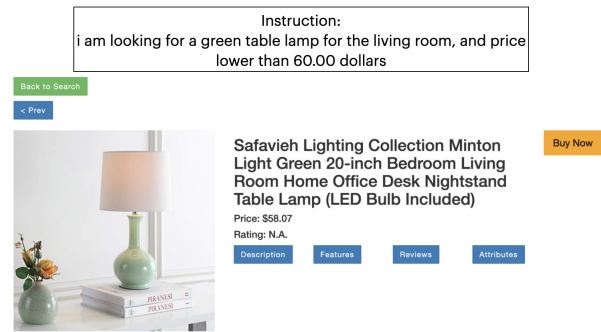 Instruction:
i am looking for a green table lamp for the living room, and price
lower than 60.00 dollars
Back to Search
< Prev
Safavieh Lighting Collection Minton
Light Green 20-inch Bedroom Living
Room Home Office Desk Nightstand
Table Lamp (LED Bulb Included)
Buy Now
Price: $58.07
Rating: N.A.
Description
Features
Reviews
Attributes
PIRANESI
PIRANESI